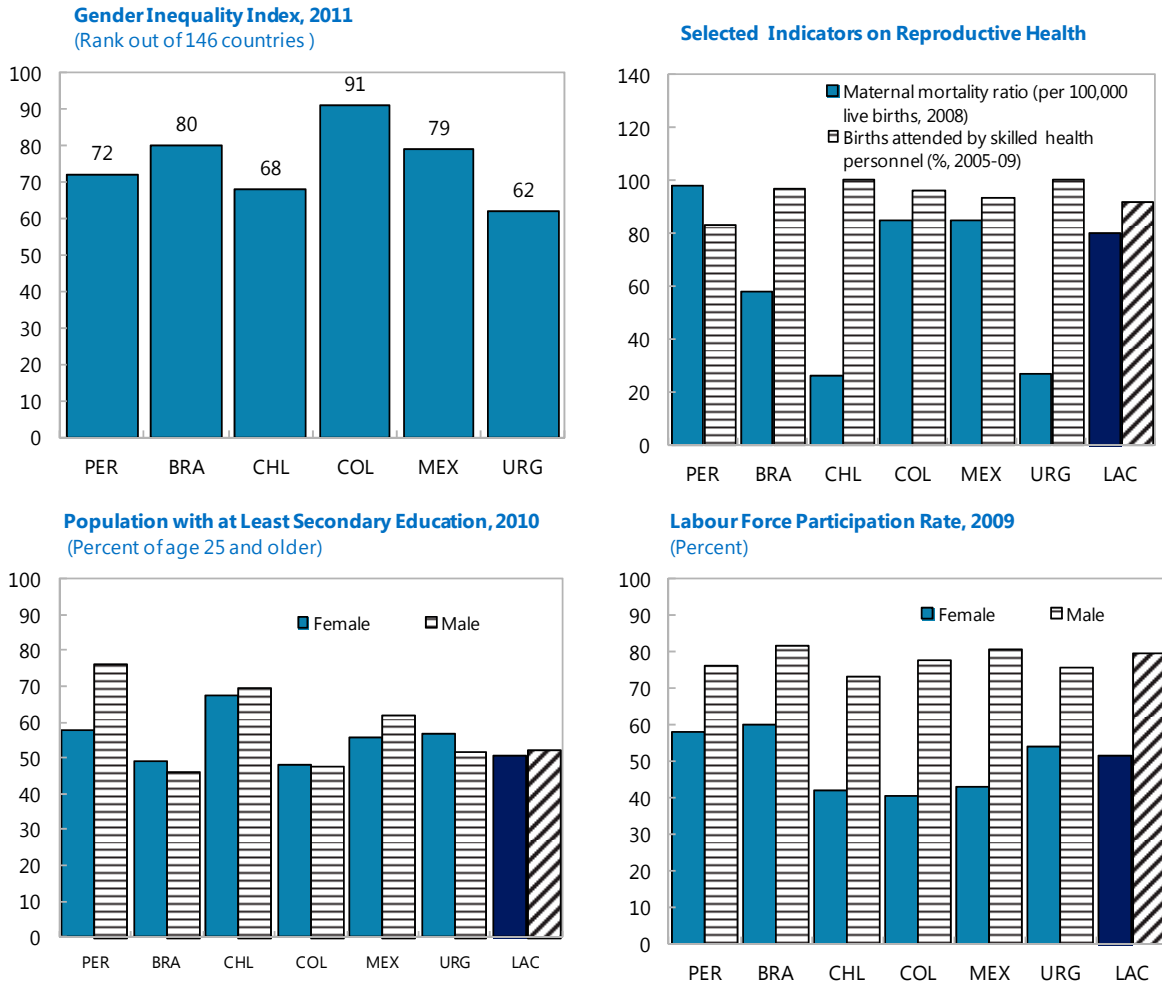 Gender Inequality Index, 2011
(Rank out of 146 countries )
100
90
80
70
60
50
40
30
20
10
0
72
80
68
91
79
62
PER BRA CHL COL MEX URG
Selected Indicators on Reproductive Health
140
120
100
80
60
40
20
0
Maternal mortality ratio (per 100,000
live births, 2008)
Births attended by skilled health
personnel (%, 2005-09)
PER BRA CHL COL MEX URG LAC
Population with at Least Secondary Education, 2010
(Percent of age 25 and older)
100
90
80
70
60
50
40
30
20
10
0
Female Male
PER BRA CHL COL MEX URG LAC
Labour Force Participation Rate, 2009
(Percent)
100
90
80
70
60
50
40
30
20
10
0
Female Male
PER BRA CHL COL MEX URG LAC